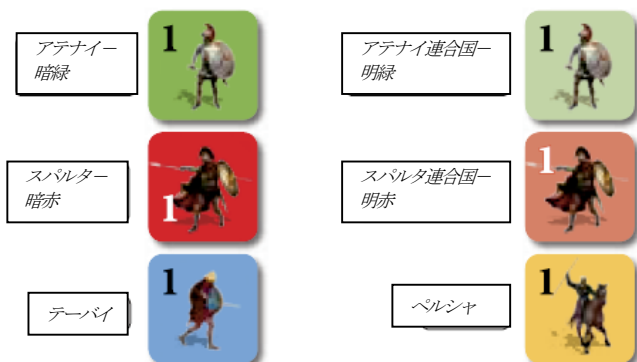 アテナイー
暗緑
1
アテナイ連合国ー
明緑
1
スパルター
暗赤
1
スパルタ連合国ー
明赤
1
テーバイ
1
ペルシャ
1